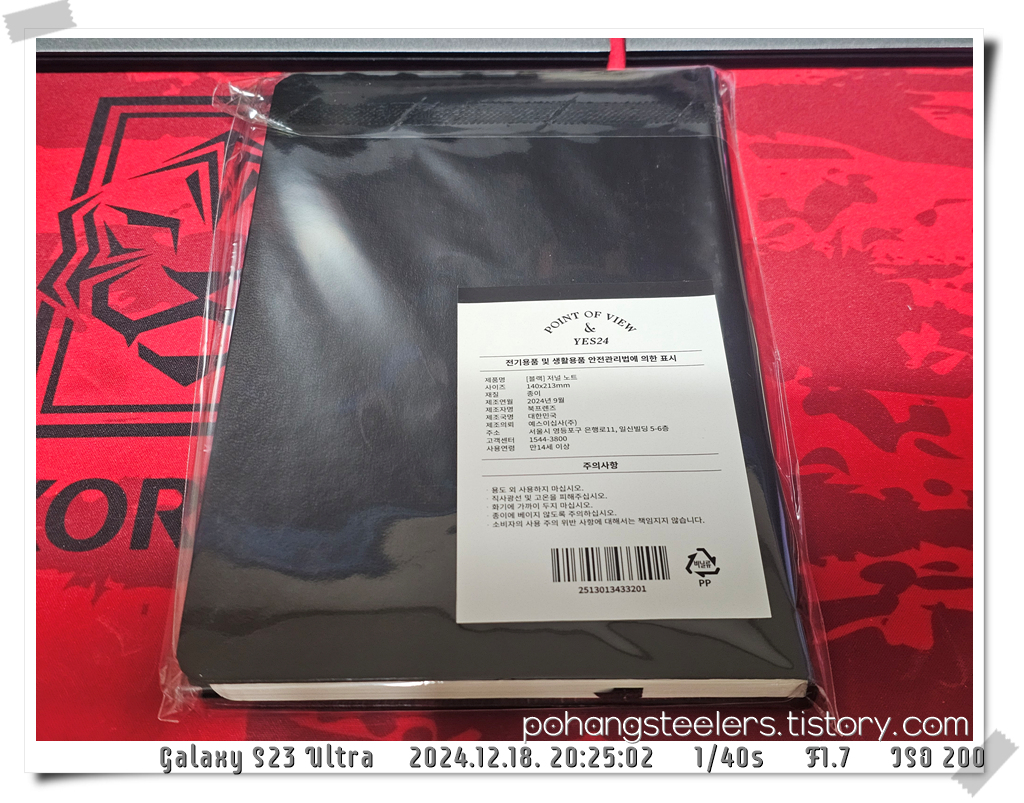 KOR
POINT OF VIEW
&
YES24
전기용품 및 생활용품 안전관리법에 의한 표시
제품명 [블랙] 저널 노트
사이즈 140x213mm
재질 종이
제조연월 2024년 9월
제조자명 북프렌즈
제조국명 대한민국
제조의뢰 예스이십사(주)
주소 서울시 영등포구 은행로11, 일신빌딩 5-6층
고객센터 1544-3800
사용연령 만14세 이상
주의사항
· 용도 외 사용하지 마십시오.
· 직사광선 및 고온을 피해주십시오.
· 화기에 가까이 두지 마십시오.
· 종이에 베이지 않도록 주의하십시오.
· 소비자의 사용 주의 위반 사항에 대해서는 책임지지 않습니다.
2513013433201
비닐류
PP
pohangsteelers.tistory.com
Galaxy S23 Ultra 2024.12.18. 20:25:02 1/40s F1.7 ISO 200